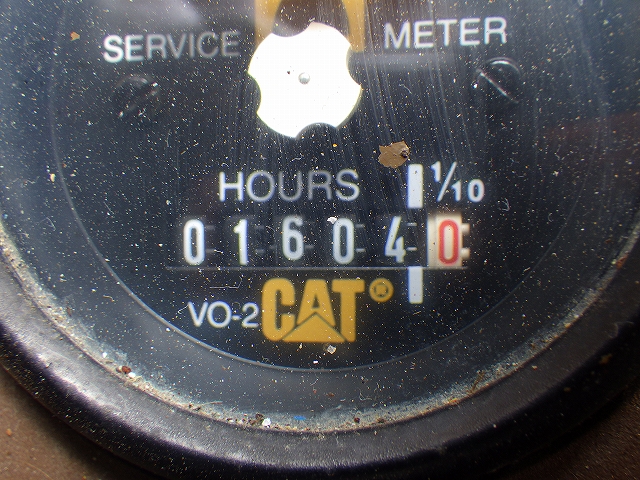 SERVICE METER
HOURS 1/10
016040
VO-2 CAT®